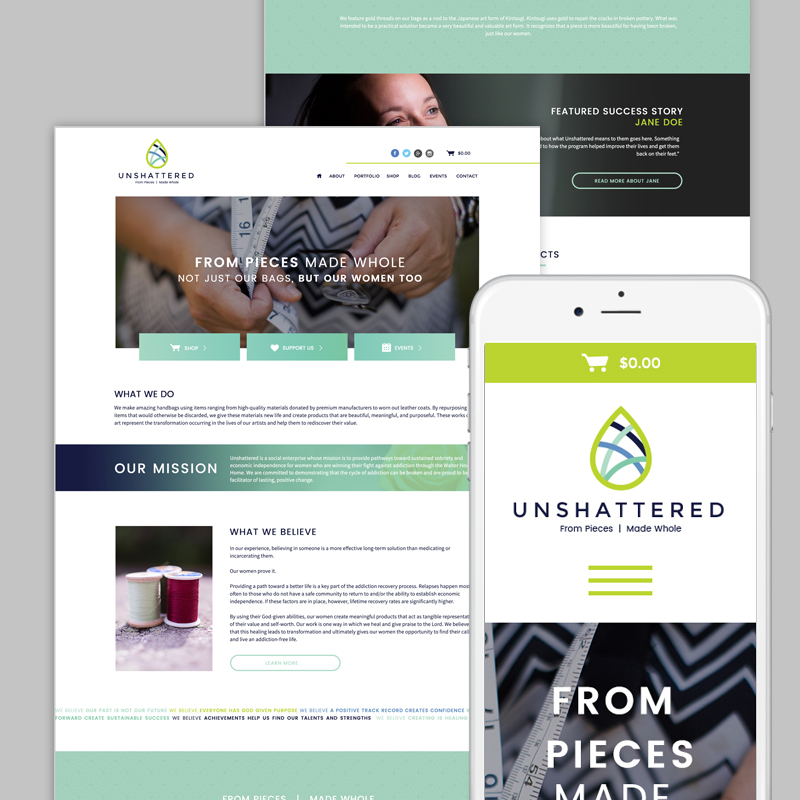 We feature gold threads on our bags as a nod to the Japanese art form of Kintsugi. Kintsugi uses gold to repair the cracks in broken pottery. What was
intended to be a practical solution became a very beautiful and valuable art form. It recognizes that a piece is more beautiful for having been broken,
just like our women.
FEATURED SUCCESS STORY
JANE DOE
about what Unshattered means to them goes here. Something
to how the program helped improve their lives and get them
back on their feet."
READ MORE ABOUT JANE
CTS
UNSHATTERED
From Pieces | Made Whole
$0.00
ABOUT PORTFOLIO SHOP BLOG EVENTS CONTACT
16
FROM PIECES MADE WHOLE
NOT JUST OUR BAGS, BUT OUR WOMEN TOO
SHOP
SUPPORT US
EVENTS
WHAT WE DO
We make amazing handbags using items ranging from high-quality materials donated by premium manufacturers to worn out leather coats. By repurposing
items that would otherwise be discarded, we give these materials new life and create products that are beautiful, meaningful, and purposeful. These works
art represent the transformation occurring in the lives of our artists and help them to rediscover their value.
OUR MISSION
Unshattered is a social enterprise whose mission is to provide pathways toward sustained sobriety and
economic independence for women who are winning their fight against addiction through the Walter
Home. We are committed to demonstrating that the cycle of addiction can be broken and are proud to be
facilitator of lasting, positive change.
WHAT WE BELIEVE
In our experience, believing in someone is a more effective long-term solution than medicating or
incarcerating them.
Our women prove it.
Providing a path toward a better life is a key part of the addiction recovery process. Relapses happen
often to those who do not have a safe community to return to and/or the ability to establish economic
independence. If these factors are in place, however, lifetime recovery rates are significantly higher.
By using their God-given abilities, our women create meaningful products that act as tangible
of their value and self-worth. Our work is one way in which we heal and give praise to the Lord. We believe
that this healing leads to transformation and ultimately gives our women the opportunity to find their
and live an addiction-free life.
LEARN MORE
WE BELIEVE OUR PAST IS NOT OUR FUTURE WE BELIEVE EVERYONE HAS GOD GIVEN PURPOSE WE BELIEVE A POSITIVE TRACK RECORD CREATES CONFIDENCE
FORWARD CREATE SUSTAINABLE SUCCESS WE BELIEVE ACHIEVEMENTS HELP US FIND OUR TALENTS AND STRENGTHS WE BELIEVE CREATING IS HEALING
FROM PIECES | MADE WHOLE
$0.00
UNSHATTERED
From Pieces | Made Whole
FROM
PIECES
MADE